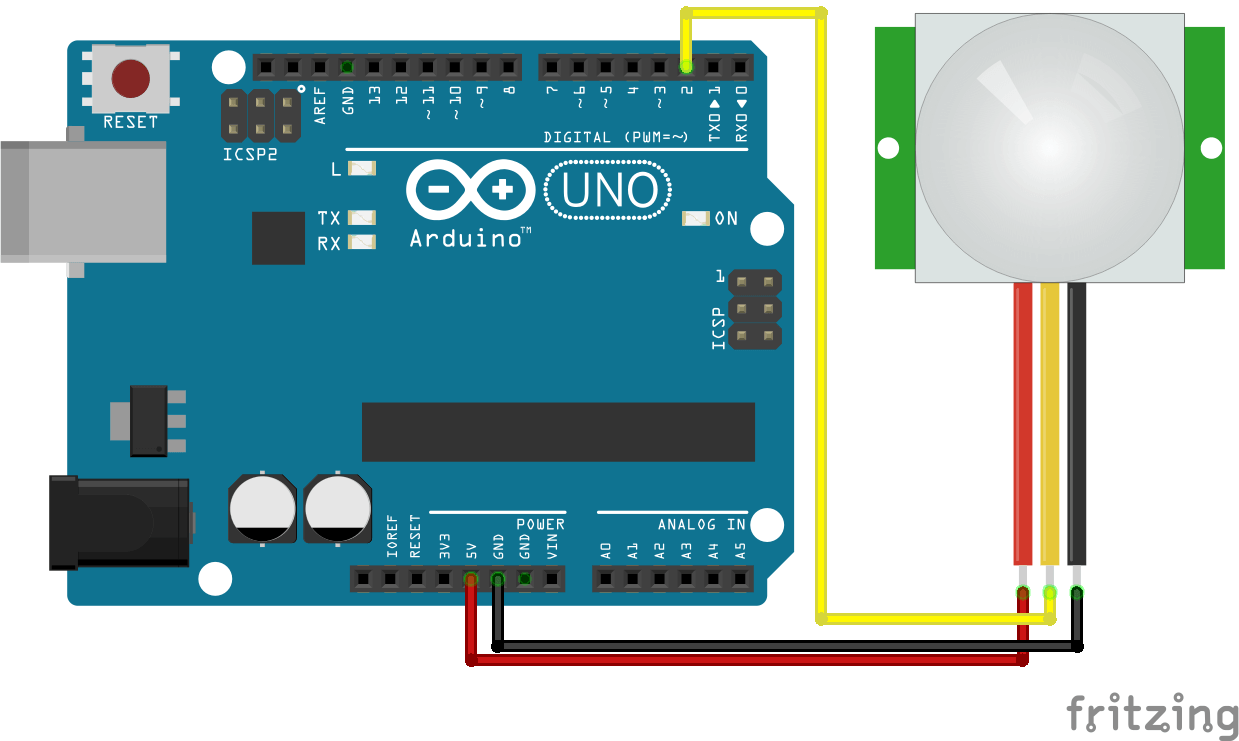 RESET
ICSP2
AREF
GND
13
12
~11
~10
~9
8
7
~6
~5
4
~3
2
TX0▶1
RX0◀0
DIGITAL (PWM=~)
L
TX
RX
UNO
Arduino™
ON
1
ICSP
POWER
ANALOG IN
IOREF
RESET
3V3
5V
GND
GND
VIN
A0
A1
A2
A3
A4
A5
fritzing